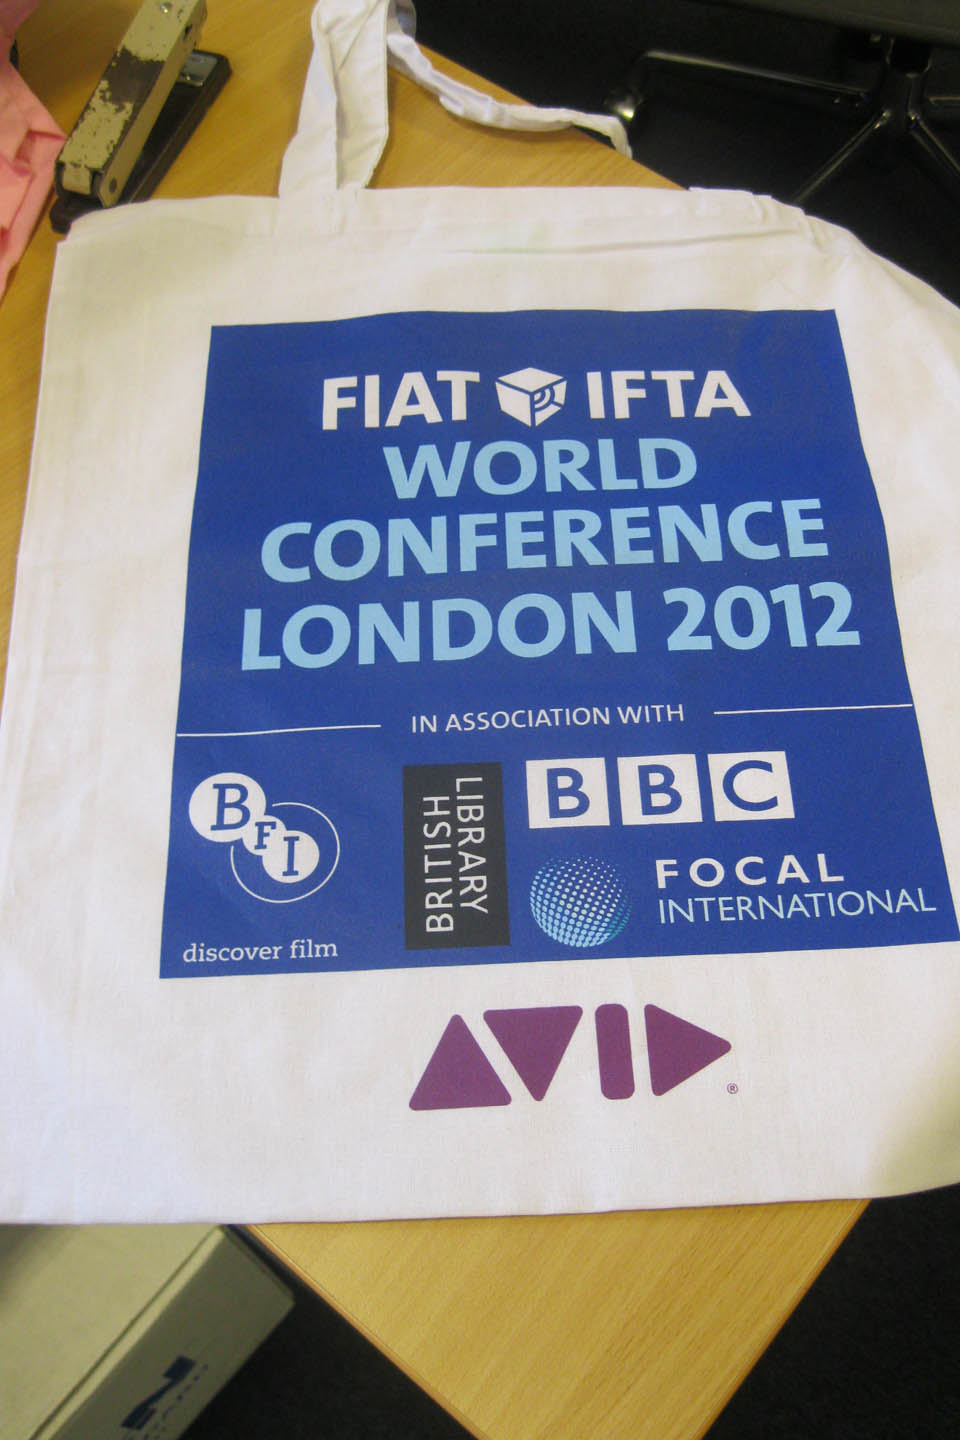 FIAT IFTA
WORLD
CONFERENCE
LONDON 2012
IN ASSOCIATION WITH
BFI
discover film
BRITISH
LIBRARY
BBC
FOCAL
INTERNATIONAL
AVID®